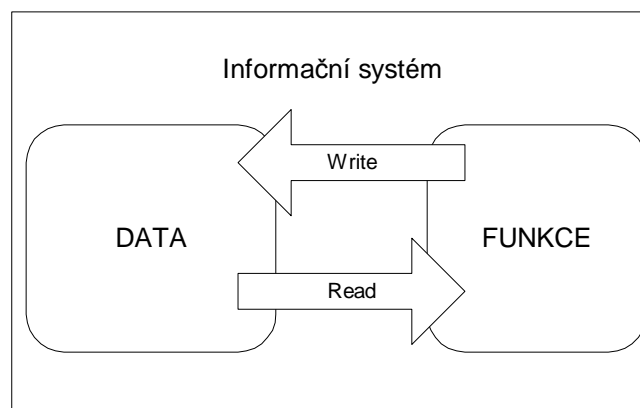 Informační systém
Write
DATA
FUNKCE
Read